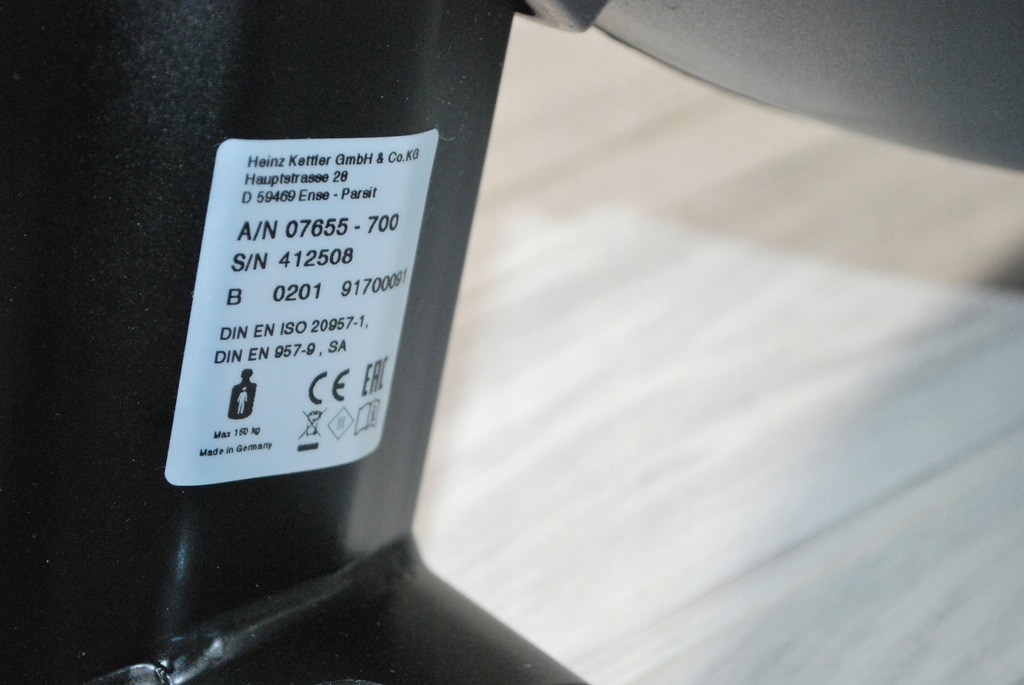 Heinz Kettler GmbH & Co.KG
Hauptstrasse 28
D 59469 Ense - Parsit
A/N 07655 - 700
S/N 412508
B 0201 91700091
DIN EN ISO 20957-1,
DIN EN 957-9 , SA
CE EAC
Max 150 kg
Made in Germany